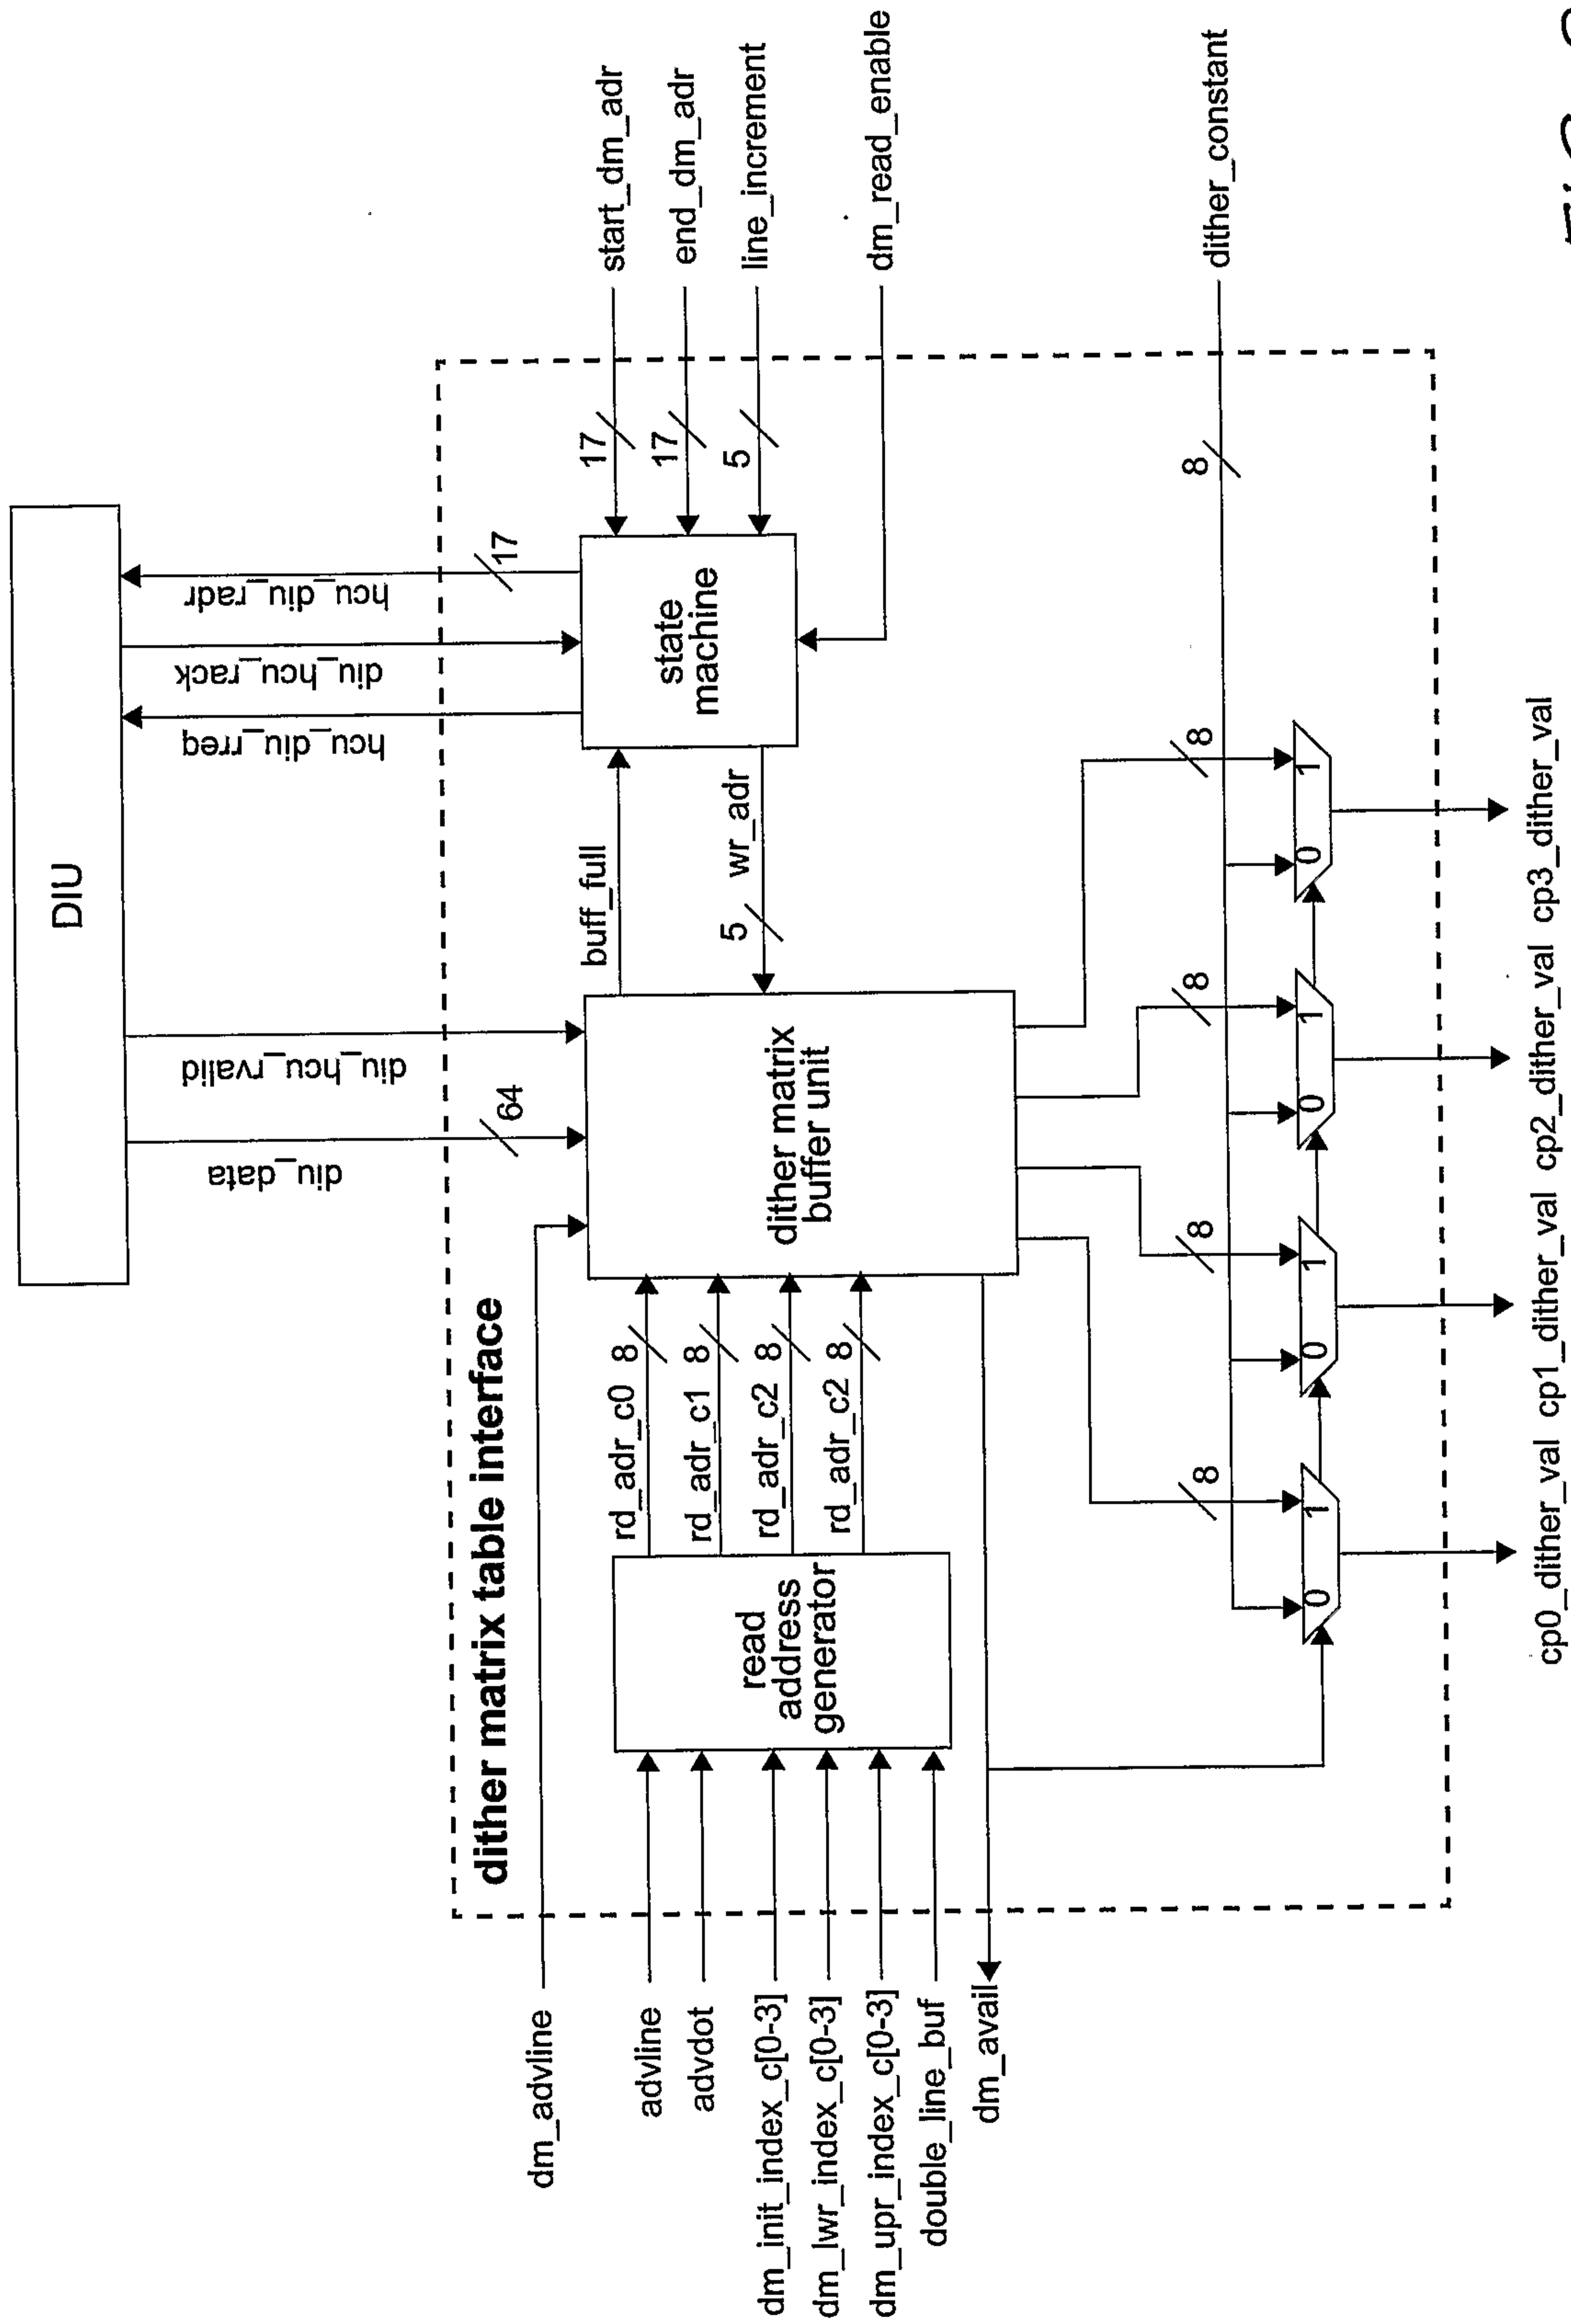 DIU
diu_data
64
diu_hcu_rvalid
hcu_diu_rreq
diu_hcu_rack
hcu_diu_radr
17
dither matrix table interface
dm_advline
advline
advdot
dm_init_index_c[0-3]
dm_lwr_index_c[0-3]
dm_upr_index_c[0-3]
double_line_buf
dm_avail
read
address
generator
rd_adr_c0 8
rd_adr_c1 8
rd_adr_c2 8
rd_adr_c2 8
dither matrix
buffer unit
buff_full
5 wr_adr
state
machine
17
start_dm_adr
17
end_dm_adr
5
line_increment
dm_read_enable
8
dither_constant
8
8
8
8
0 1
0 1
0 1
0 1
cp0_dither_val cp1_dither_val cp2_dither_val cp3_dither_val